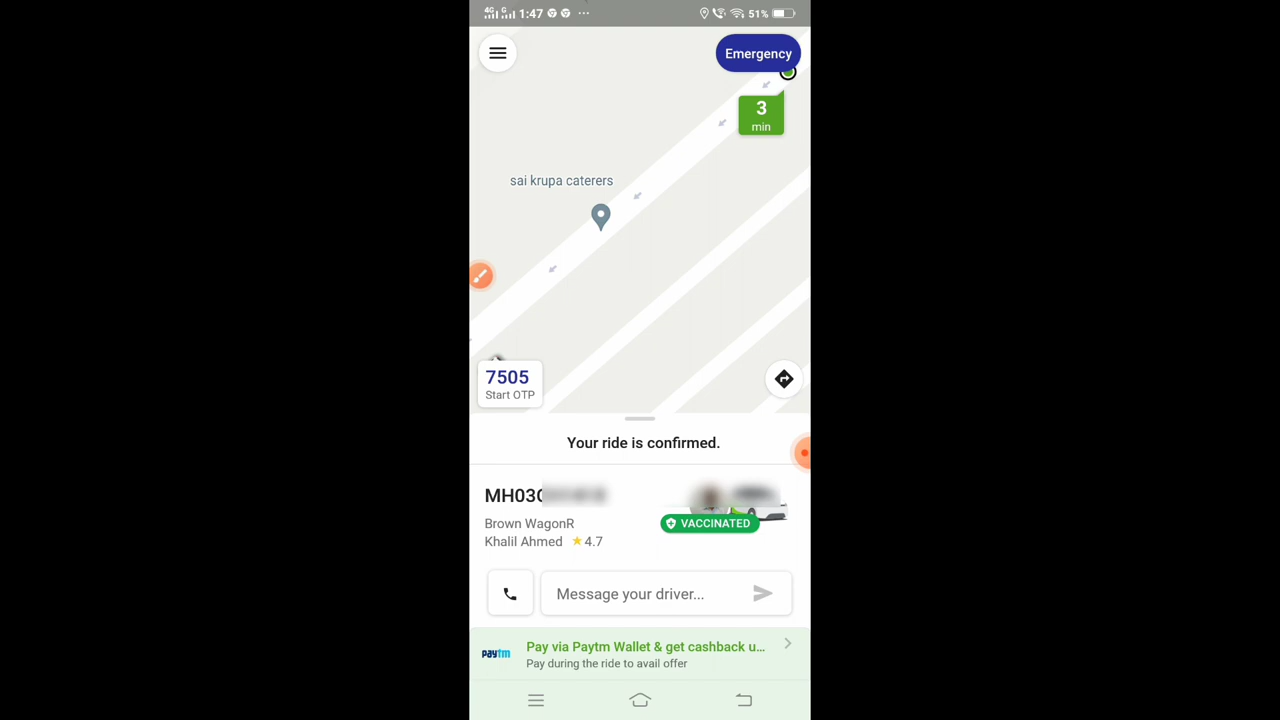 4G G 1:47 51%
Emergency
3
min
sai krupa caterers
7505
Start OTP
Your ride is confirmed.
MH03
VACCINATED
Brown WagonR
Khalil Ahmed 4.7
Message your driver...
paytm
Pay via Paytm Wallet & get cashback u...
Pay during the ride to avail offer